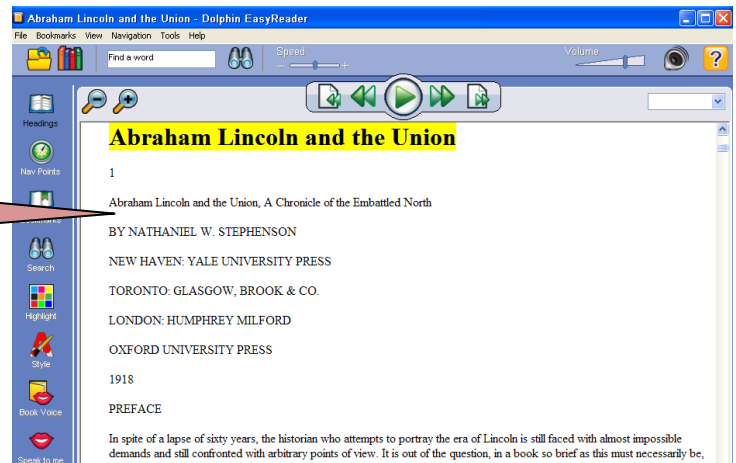 Abraham Lincoln and the Union - Dolphin EasyReader
File Bookmarks View Navigation Tools Help
Find a word
Speed
Volume
Headings
Nav Points
Search
Highlight
Style
Book Voice
Speak to me
Abraham Lincoln and the Union
1
Abraham Lincoln and the Union, A Chronicle of the Embattled North
BY NATHANIEL W. STEPHENSON
NEW HAVEN: YALE UNIVERSITY PRESS
TORONTO: GLASGOW, BROOK & CO.
LONDON: HUMPHREY MILFORD
OXFORD UNIVERSITY PRESS
1918
PREFACE
In spite of a lapse of sixty years, the historian who attempts to portray the era of Lincoln is still faced with almost impossible
demands and still confronted with arbitrary points of view. It is out of the question, in a book so brief as this must necessarily be,